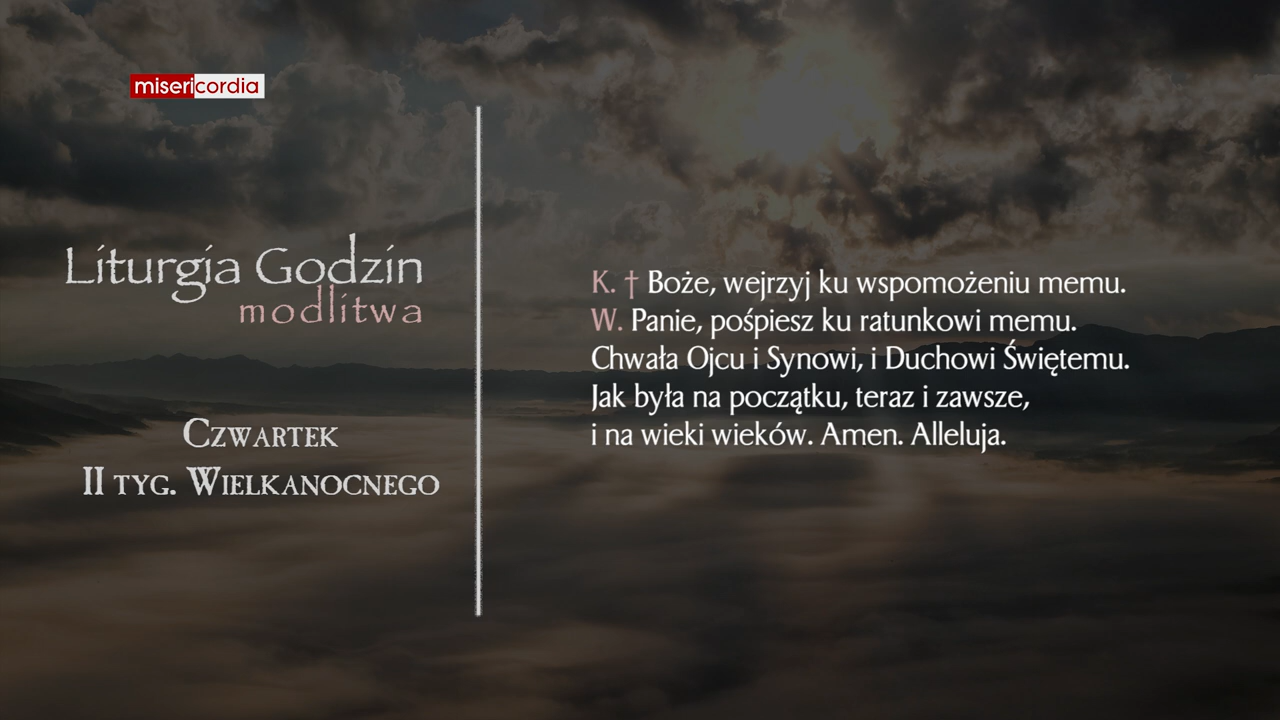 misericordia
Liturgia Godzin
modlitwa
Czwartek
II tyg. Wielkanocnego
K. † Boże, wejrzyj ku wspomożeniu memu.
W. Panie, pośpiesz ku ratunkowi memu.
Chwała Ojcu i Synowi, i Duchowi Świętemu.
Jak była na początku, teraz i zawsze,
i na wieki wieków. Amen. Alleluja.